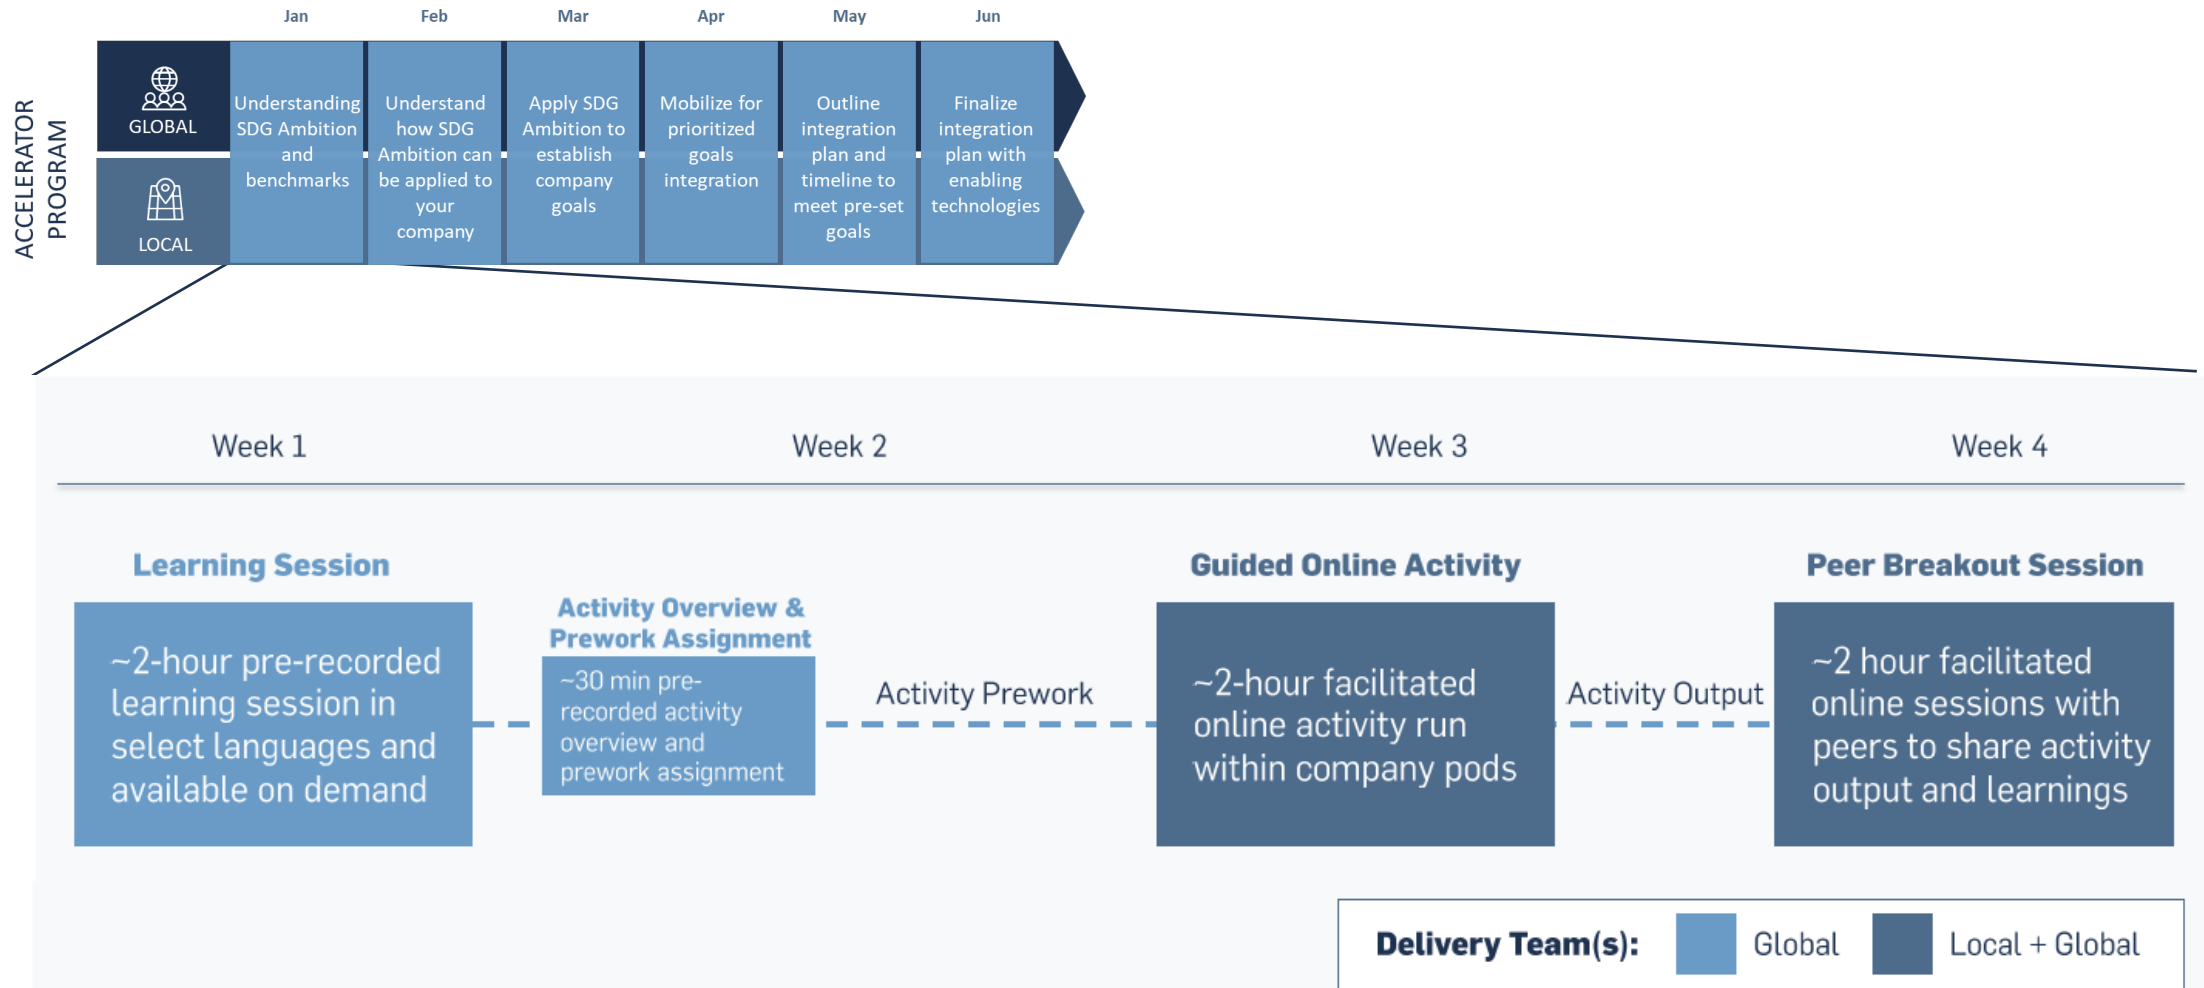 Jan Feb Mar Apr May Jun
ACCELERATOR
PROGRAM
GLOBAL
LOCAL
Understanding
SDG Ambition
and
benchmarks
Understand
how SDG
Ambition can
be applied to
your
company
Apply SDG
Ambition to
establish
company
goals
Mobilize for
prioritized
goals
integration
Outline
integration
plan and
timeline to
meet pre-set
goals
Finalize
integration
plan with
enabling
technologies
Week 1 Week 2 Week 3 Week 4
Learning Session
~2-hour pre-recorded
learning session in
select languages and
available on demand
Activity Overview &
Prework Assignment
~30 min pre-
recorded activity
overview and
prework assignment
Activity Prework
Guided Online Activity
~2-hour facilitated
online activity run
within company pods
Activity Output
Peer Breakout Session
~2 hour facilitated
online sessions with
peers to share activity
output and learnings
Delivery Team(s): Global Local + Global